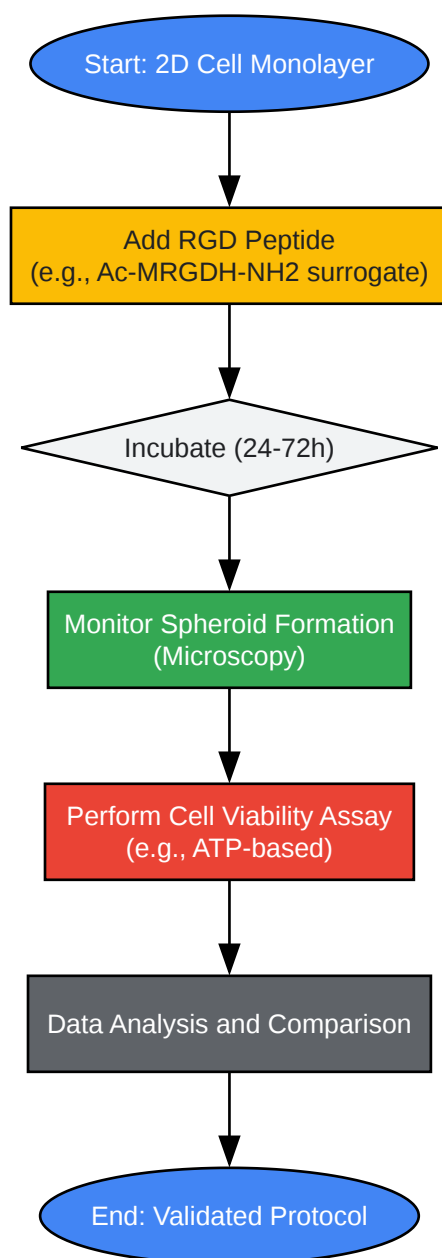 Start: 2D Cell Monolayer
Add RGD Peptide
(e.g., Ac-MRGDH-NH2 surrogate)
Incubate (24-72h)
Monitor Spheroid Formation
(Microscopy)
Perform Cell Viability Assay
(e.g., ATP-based)
Data Analysis and Comparison
End: Validated Protocol